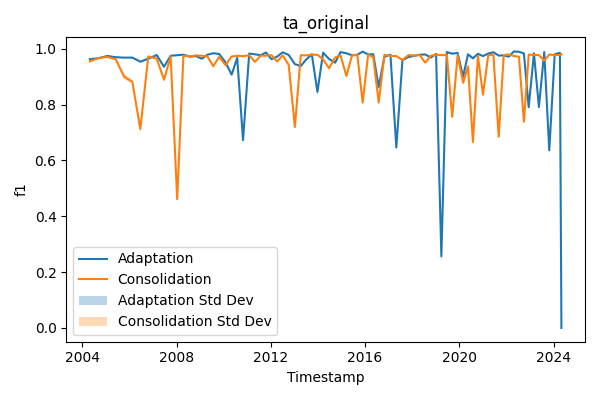 ta_original
f1
1.0
0.8
0.6
0.4
0.2
0.0
Adaptation
Consolidation
Adaptation Std Dev
Consolidation Std Dev
2004
2008
2012
2016
2020
2024
Timestamp